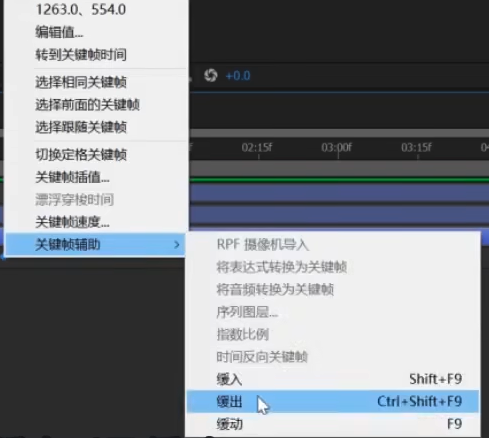 1263.0、554.0
编辑值...
转到关键帧时间
选择相同关键帧
选择前面的关键帧
选择跟随关键帧
切换定格关键帧
关键帧插值...
漂浮穿梭时间
关键帧速度...
关键帧辅助
+0.0
02:15f
03:00f
03:15f
RPF 摄像机导入
将表达式转换为关键帧
将音频转换为关键帧
序列图层...
指数比例
时间反向关键帧
缓入 Shift+F9
缓出 Ctrl+Shift+F9
缓动 F9